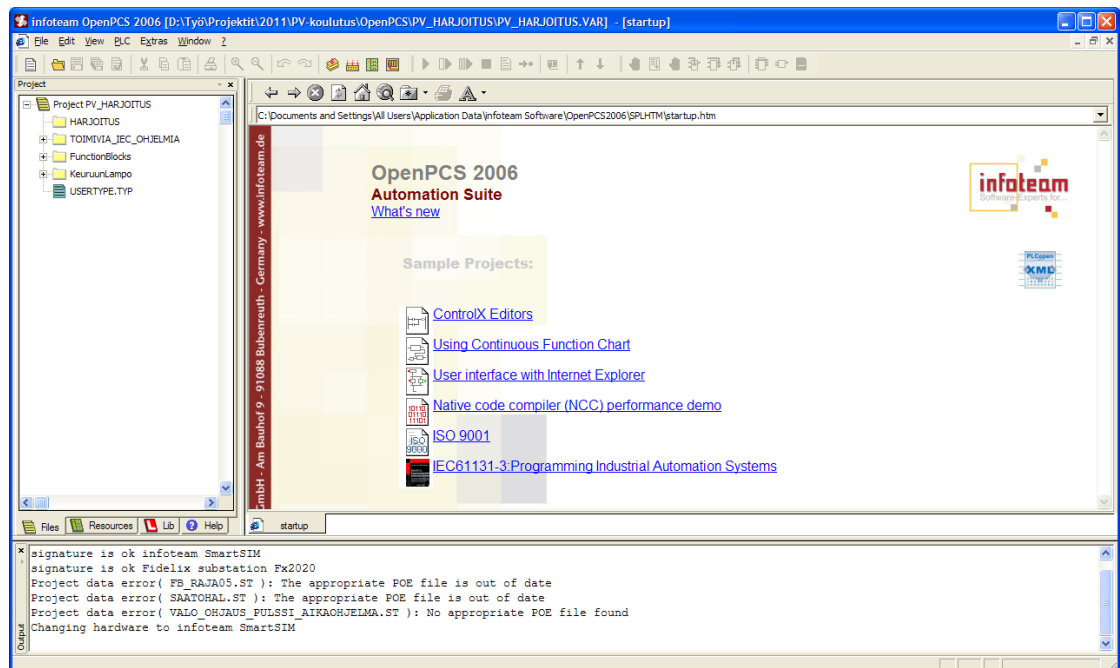 infoteam OpenPCS 2006 [D:\Työ\Projektit\2011\PV-koulutus\OpenPCS\PV_HARJOITUS\PV_HARJOITUS.VAR] - [startup]
File Edit View PLC Extras Window ?
Project
Project PV_HARJOITUS
HARJOITUS
TOIMIVIA_IEC_OHJELMIA
FunctionBlocks
KeuruunLampo
USERTYPE.TYP
Files Resources Lib Help
C:\Documents and Settings\All Users\Application Data\infoteam Software\OpenPCS2006\SPLHTM\startup.htm
GmbH - Am Bauhof 9 - 91088 Bubenreuth - Germany - www.infoteam.de
OpenPCS 2006
Automation Suite
What's new
infoteam
Software-Experts for...
PLCopen
XML
Sample Projects:
ControlX Editors
Using Continuous Function Chart
User interface with Internet Explorer
Native code compiler (NCC) performance demo
ISO 9001
IEC61131-3:Programming Industrial Automation Systems
startup
signature is ok infoteam SmartSIM
signature is ok Fidelix substation Fx2020
Project data error( FB_RAJA05.ST ): The appropriate POE file is out of date
Project data error( SAATOHAL.ST ): The appropriate POE file is out of date
Project data error( VALO_OHJAUS_PULSSI_AIKAOHJELMA.ST ): No appropriate POE file found
Changing hardware to infoteam SmartSIM
Output